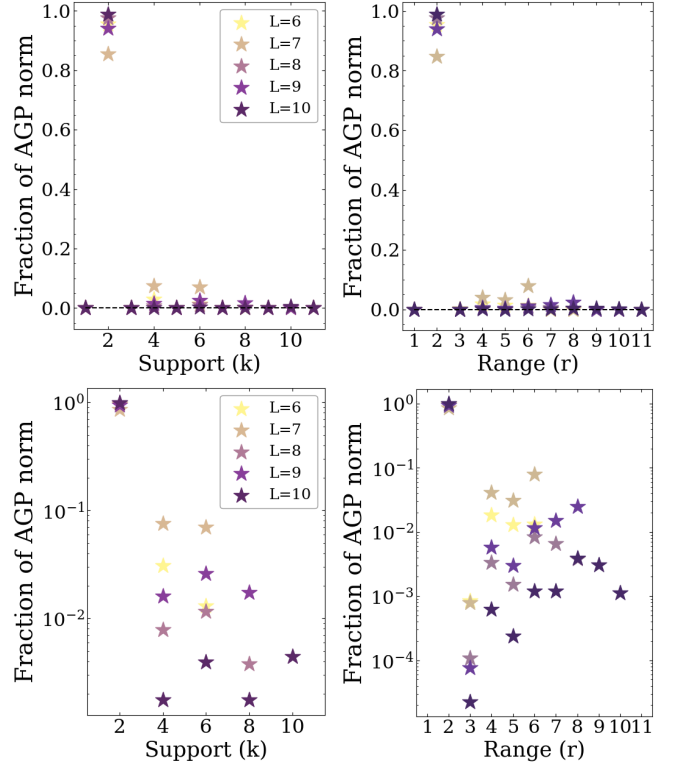 Fraction of AGP norm
1.0
0.8
0.6
0.4
0.2
0.0
L=6
L=7
L=8
L=9
L=10
2
4
6
8
10
Support (k)
Fraction of AGP norm
1.0
0.8
0.6
0.4
0.2
0.0
1 2 3 4 5 6 7 8 9 10 11
Range (r)
Fraction of AGP norm
10⁰
10⁻¹
10⁻²
L=6
L=7
L=8
L=9
L=10
2
4
6
8
10
Support (k)
Fraction of AGP norm
10⁰
10⁻¹
10⁻²
10⁻³
10⁻⁴
1 2 3 4 5 6 7 8 9 10 11
Range (r)